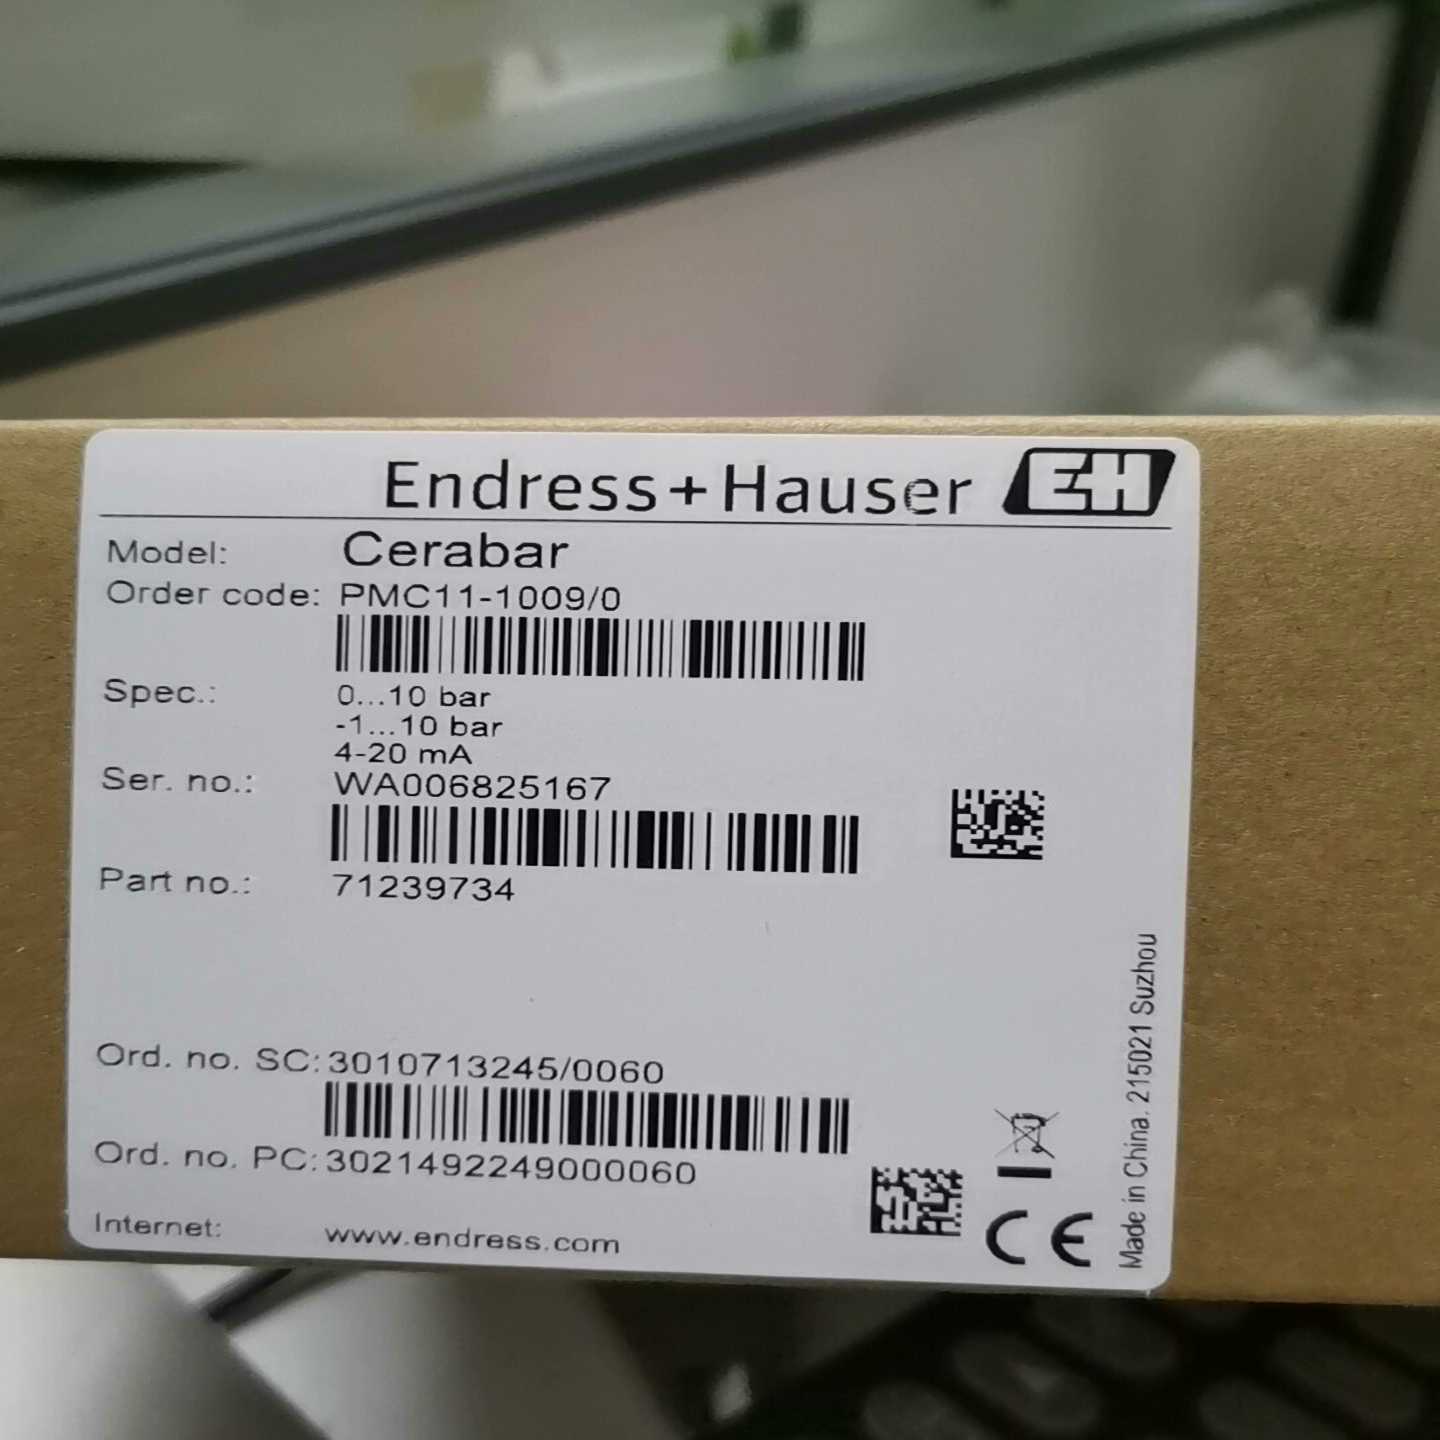 Endress+Hauser EH
Model: Cerabar
Order code: PMC11-1009/0
Spec.: 0...10 bar
-1...10 bar
4-20 mA
Ser. no.: WA006825167
Part no.: 71239734
Ord. no. SC: 3010713245/0060
Ord. no. PC: 3021492249000060
Internet: www.endress.com
CE
Made in China. 215021 Suzhou